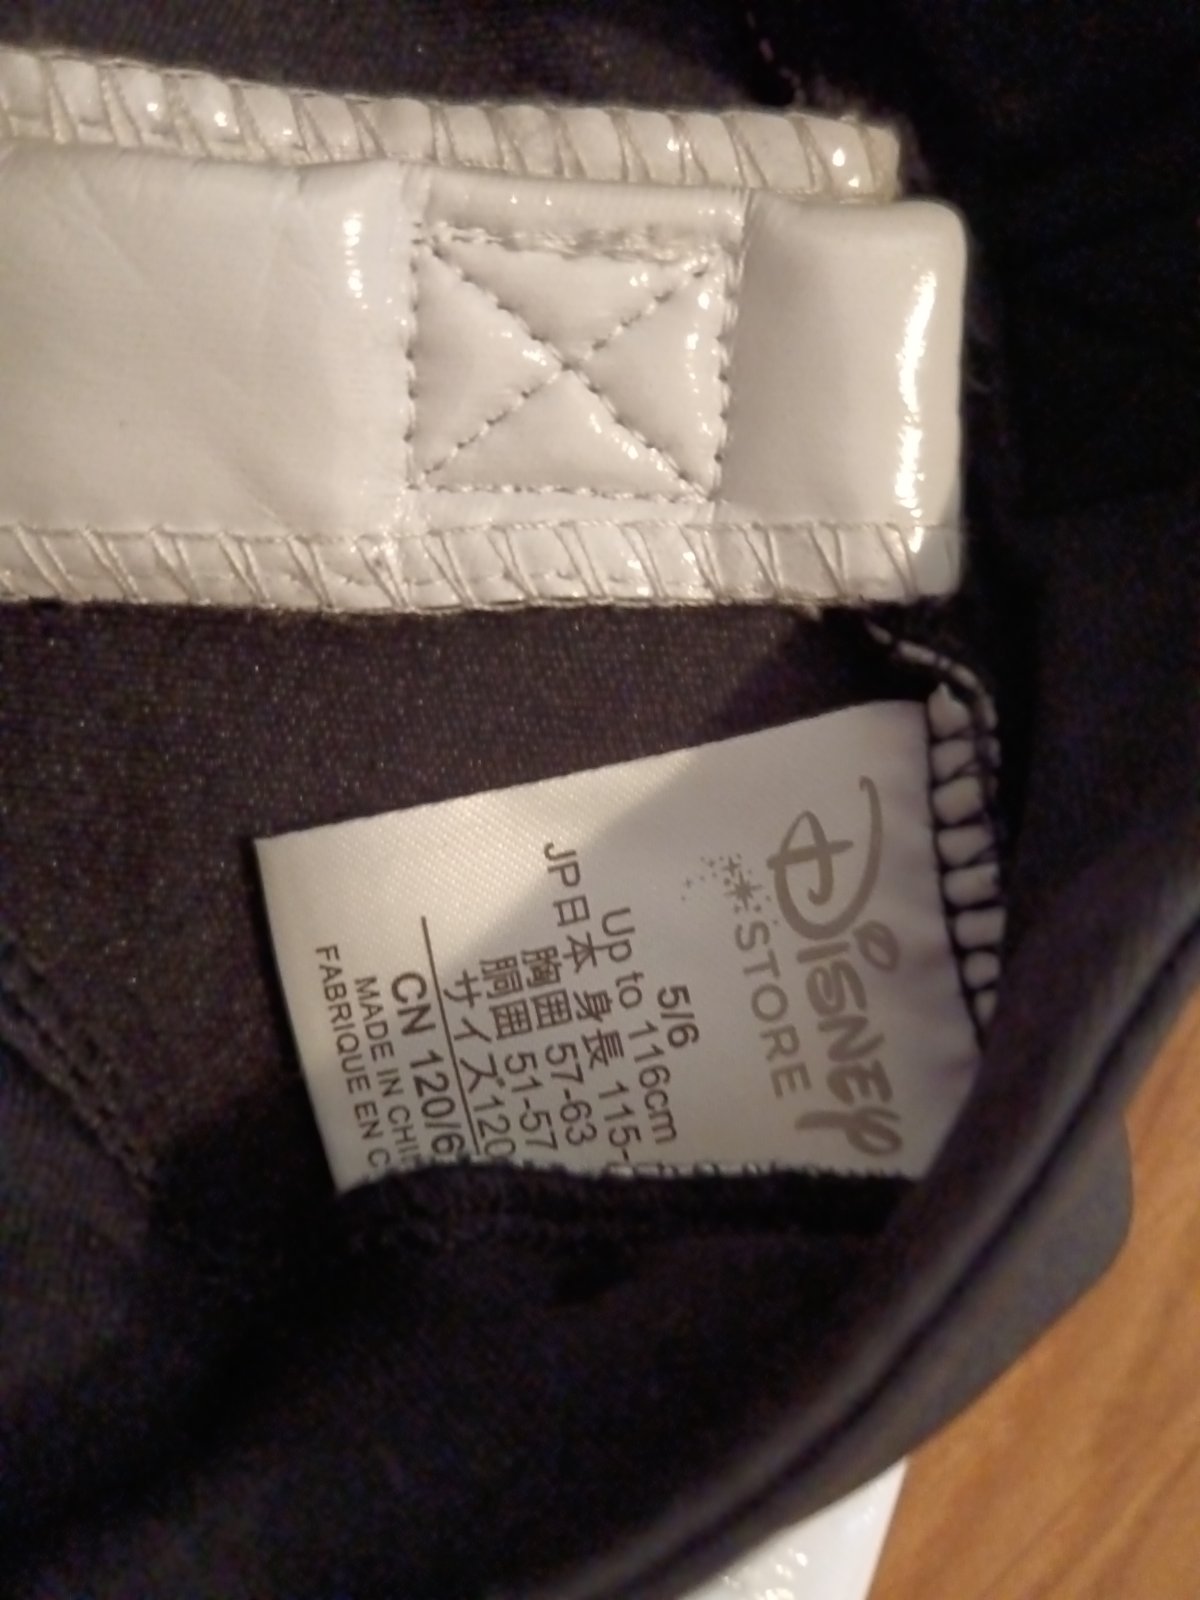 Disney
STORE
5/6
Up to 116cm
JP日本 身長 115-
胸囲 57-63
胴囲 51-57
サイズ120
CN 120/6
MADE IN
FABRIQUE EN